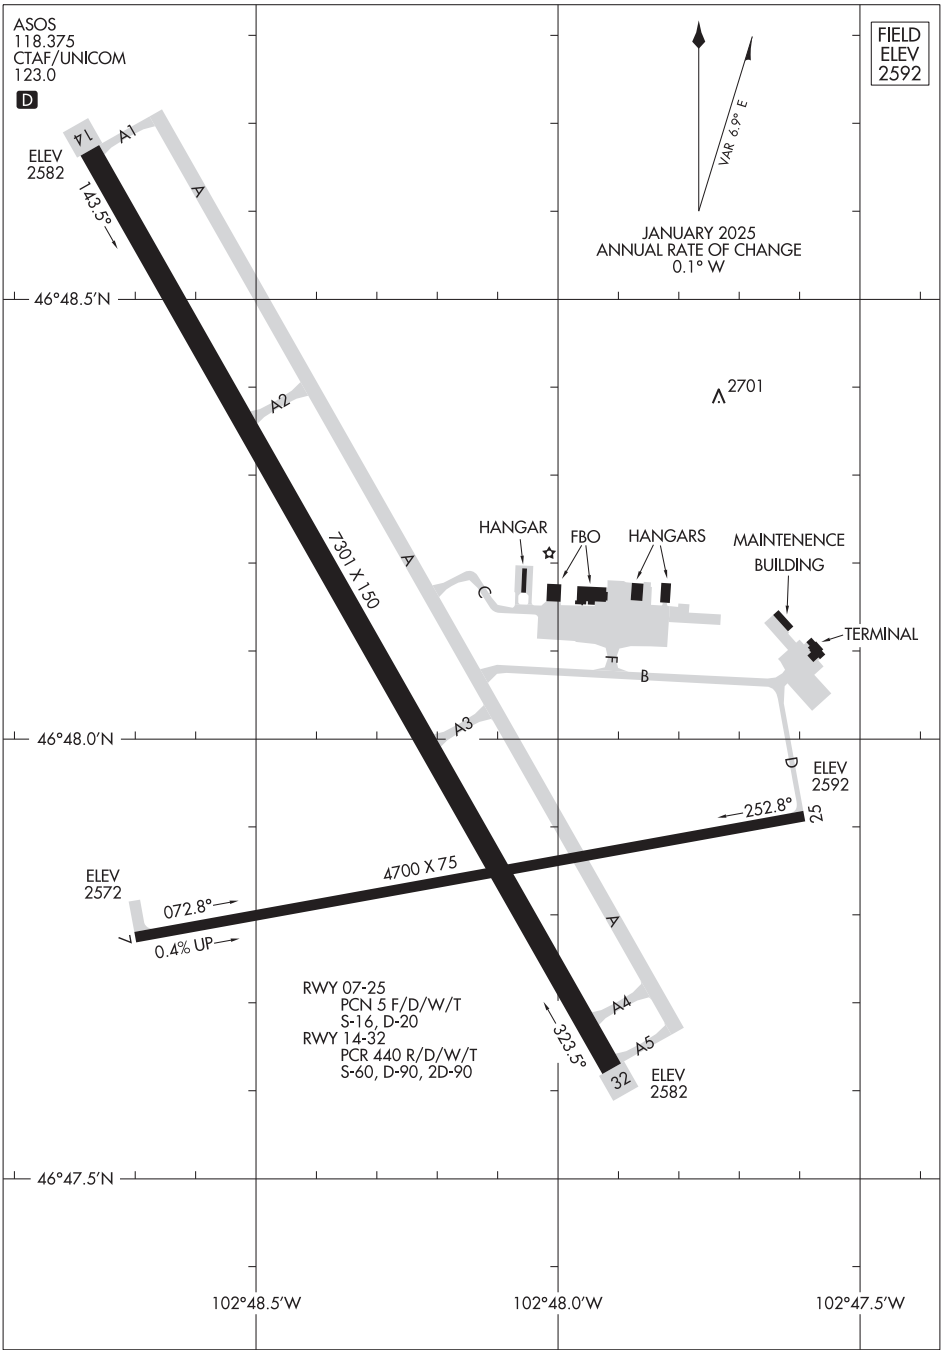 ASOS
118.375
CTAF/UNICOM
123.0
D
FIELD
ELEV
2592
VAR 6.9° E
JANUARY 2025
ANNUAL RATE OF CHANGE
0.1° W
14
A1
ELEV
2582
A
143.5°
46°48.5'N
2701
A2
HANGAR
FBO
HANGARS
MAINTENENCE
BUILDING
7301 X 150
A
C
TERMINAL
F
B
A3
46°48.0'N
D
ELEV
2592
252.8°
25
4700 X 75
ELEV
2572
072.8°
7
0.4% UP
A
RWY 07-25
PCN 5 F/D/W/T
S-16, D-20
RWY 14-32
PCR 440 R/D/W/T
S-60, D-90, 2D-90
A4
323.5°
A5
32
ELEV
2582
46°47.5'N
102°48.5'W
102°48.0'W
102°47.5'W